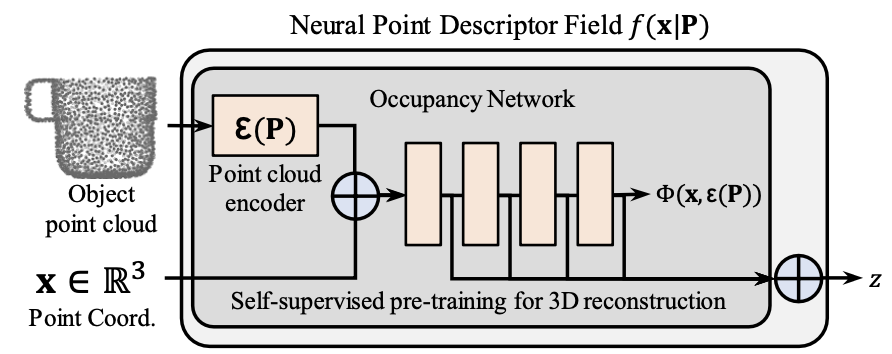 Neural Point Descriptor Field f(x|P)
Occupancy Network
Ɛ(P)
Point cloud
encoder
Φ(x, ε(P))
Object
point cloud
x ∈ ℝ³
Point Coord.
Self-supervised pre-training for 3D reconstruction
z